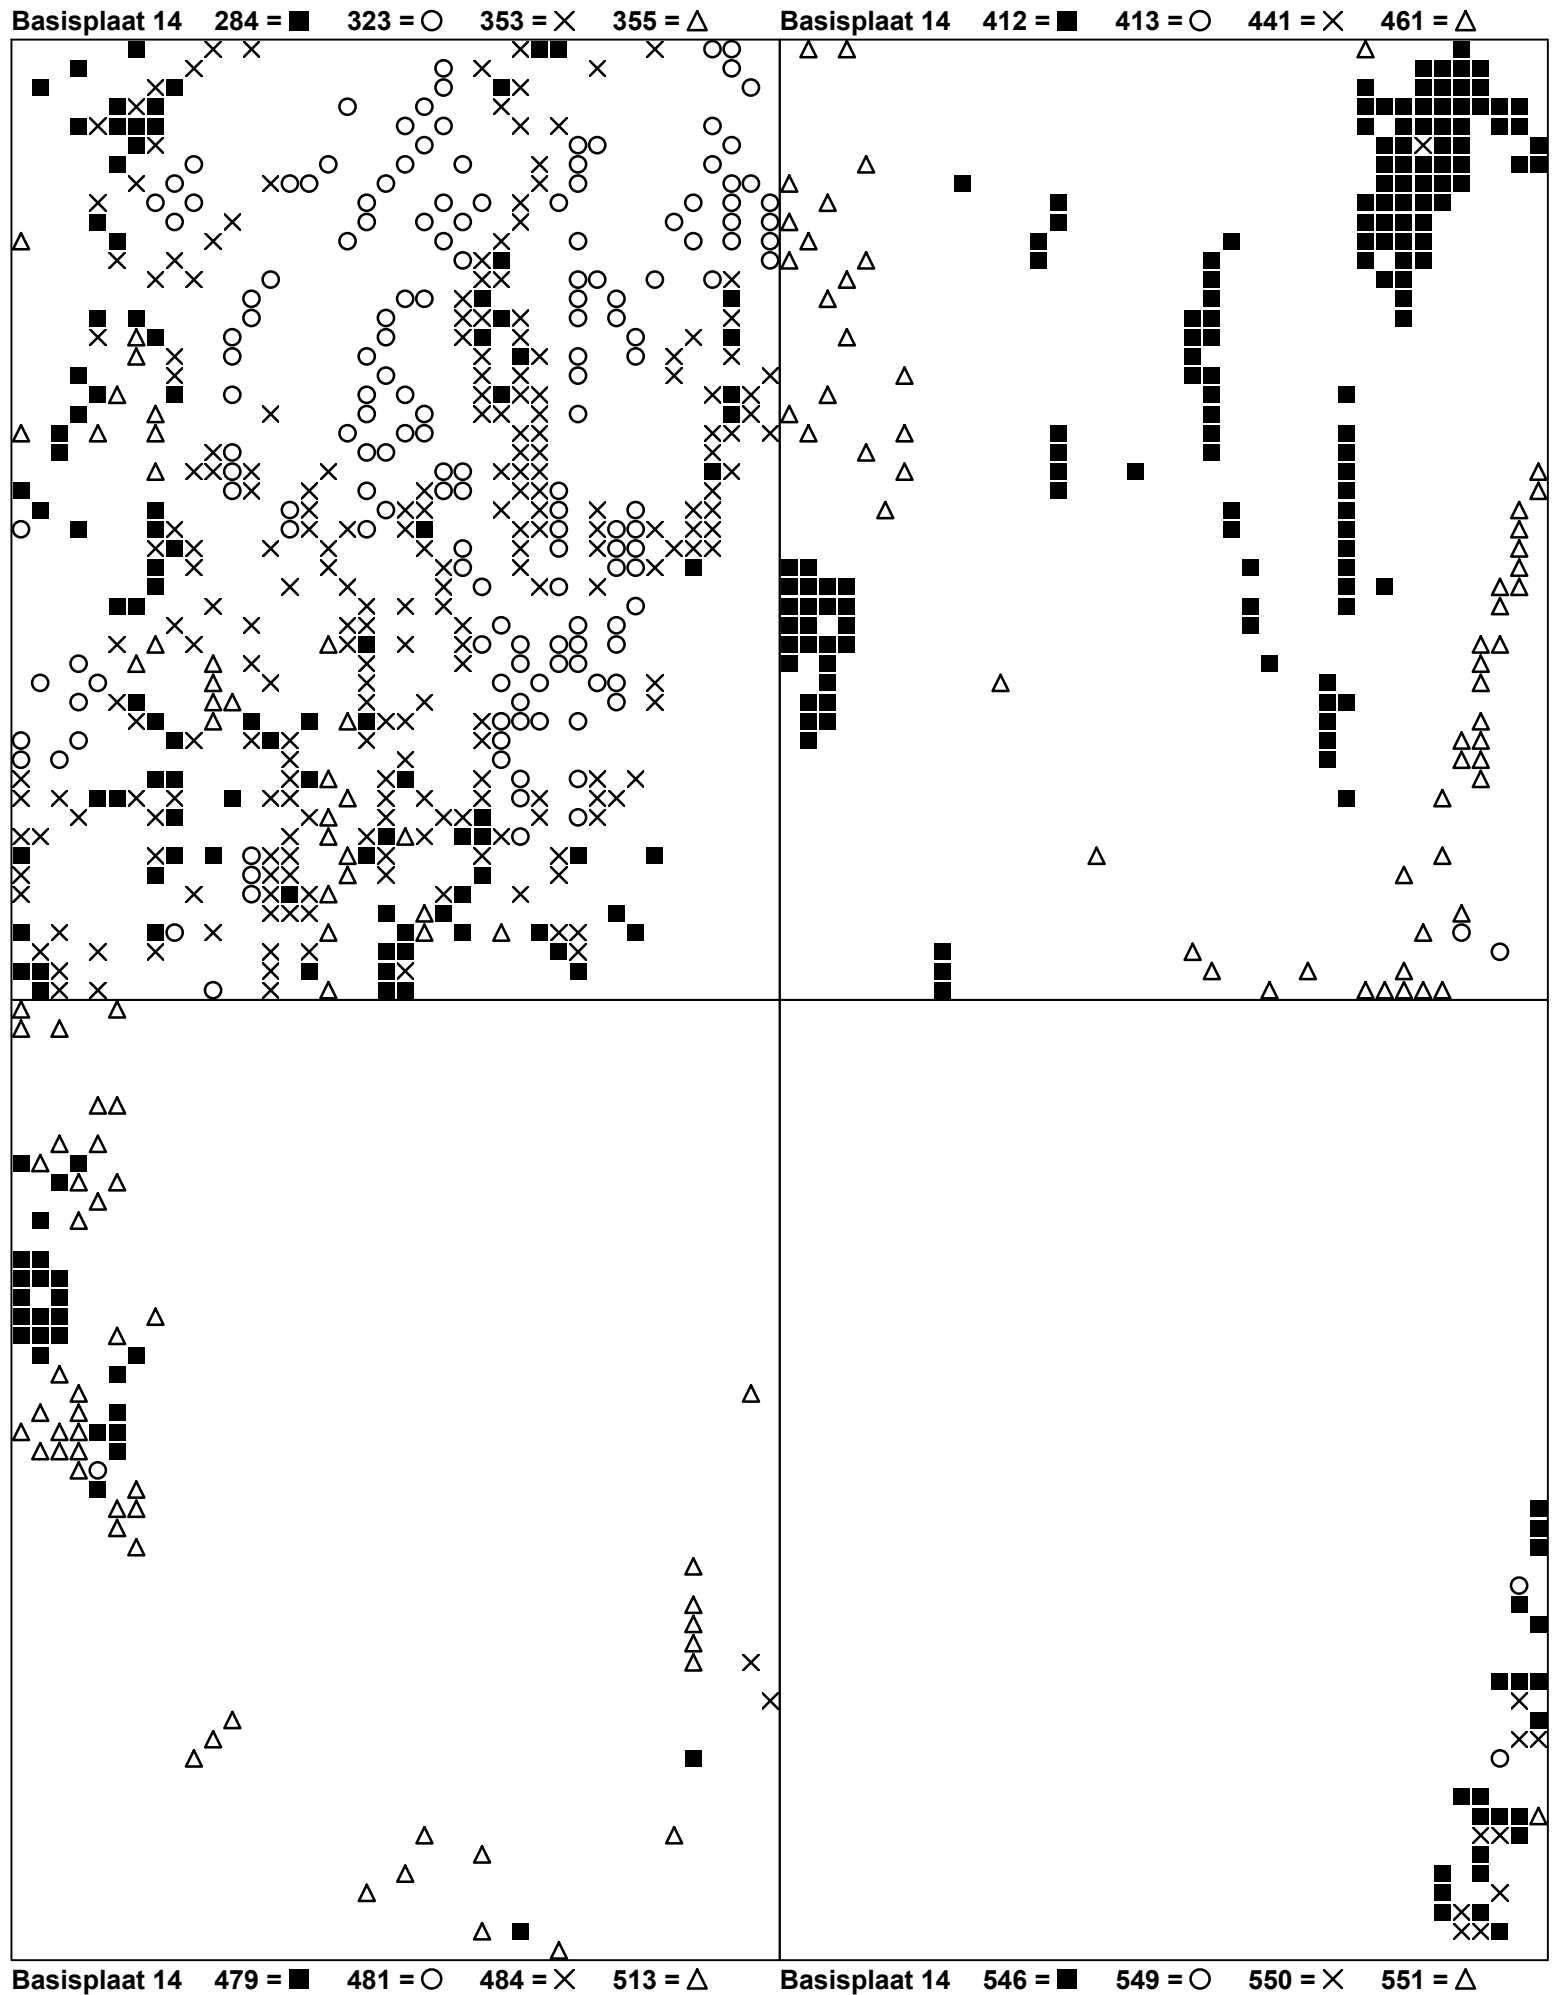 Basisplaat 14 284 = ■ 323 = ○ 353 = × 355 = △
Basisplaat 14 412 = ■ 413 = ○ 441 = × 461 = △
Basisplaat 14 479 = ■ 481 = ○ 484 = × 513 = △
Basisplaat 14 546 = ■ 549 = ○ 550 = × 551 = △